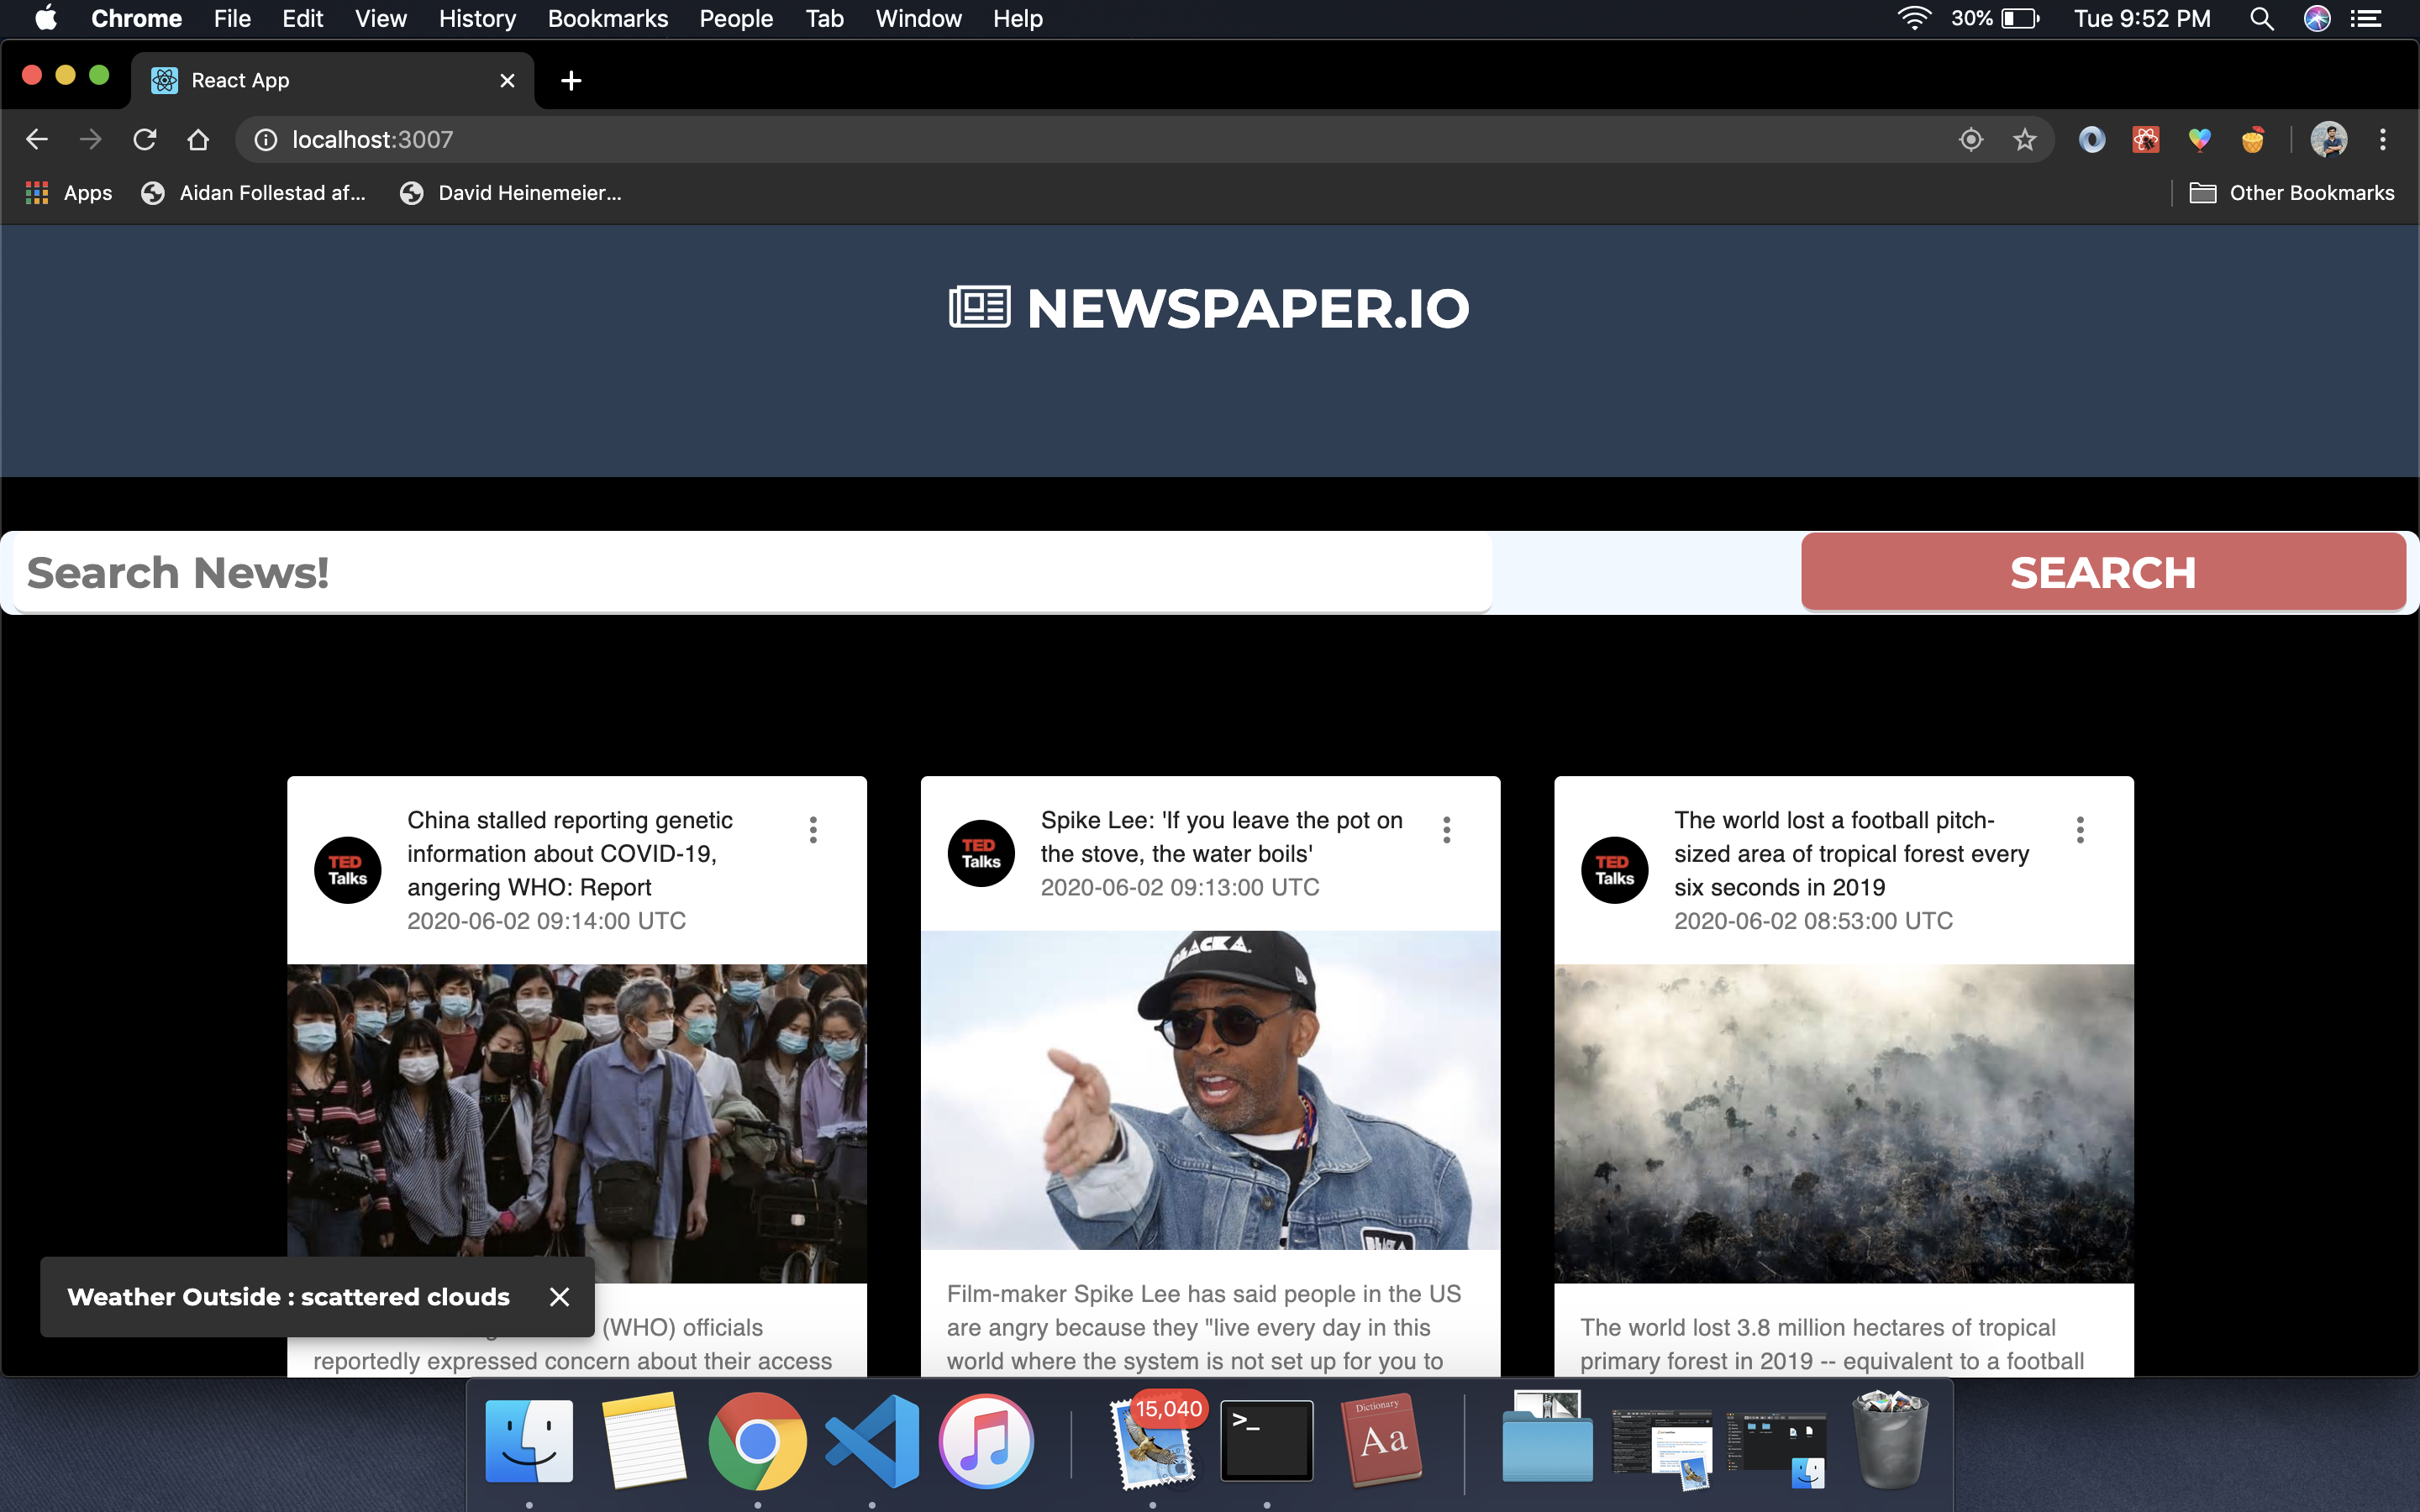 Chrome File Edit View History Bookmarks People Tab Window Help 30% Tue 9:52 PM
React App
localhost:3007
Apps Aidan Follestad af... David Heinemeier... Other Bookmarks
NEWSPAPER.IO
Search News! SEARCH
TED Talks
China stalled reporting genetic
information about COVID-19,
angering WHO: Report
2020-06-02 09:14:00 UTC
(WHO) officials
reportedly expressed concern about their access
TED Talks
Spike Lee: 'If you leave the pot on
the stove, the water boils'
2020-06-02 09:13:00 UTC
Film-maker Spike Lee has said people in the US
are angry because they "live every day in this
world where the system is not set up for you to
TED Talks
The world lost a football pitch-
sized area of tropical forest every
six seconds in 2019
2020-06-02 08:53:00 UTC
The world lost 3.8 million hectares of tropical
primary forest in 2019 -- equivalent to a football
Weather Outside : scattered clouds
15,040
>_
Dictionary
Aa